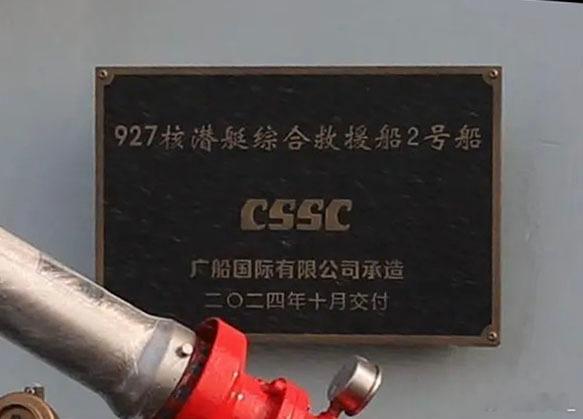 927核潜艇综合救援船2号船
CSSC
广船国际有限公司承造
二〇二四年十月交付